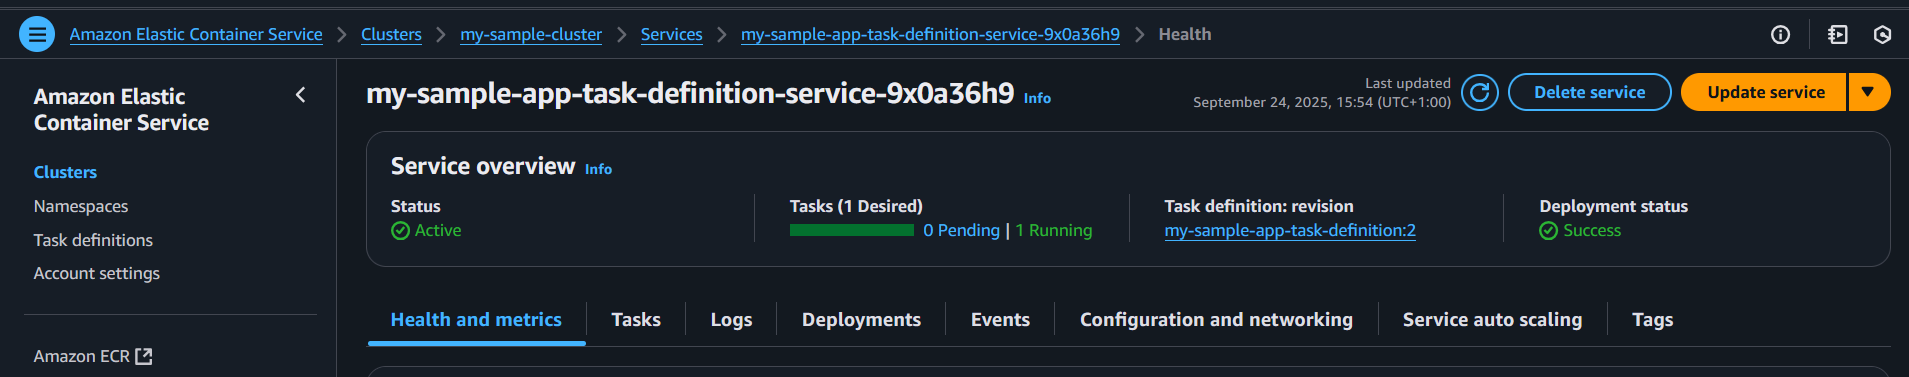 Amazon Elastic Container Service > Clusters > my-sample-cluster > Services > my-sample-app-task-definition-service-9x0a36h9 > Health
Amazon Elastic
Container Service
Clusters
Namespaces
Task definitions
Account settings
Amazon ECR
my-sample-app-task-definition-service-9x0a36h9 Info
Last updated
September 24, 2025, 15:54 (UTC+1:00)
Delete service
Update service
Service overview Info
Status
Active
Tasks (1 Desired)
0 Pending | 1 Running
Task definition: revision
my-sample-app-task-definition:2
Deployment status
Success
Health and metrics
Tasks
Logs
Deployments
Events
Configuration and networking
Service auto scaling
Tags